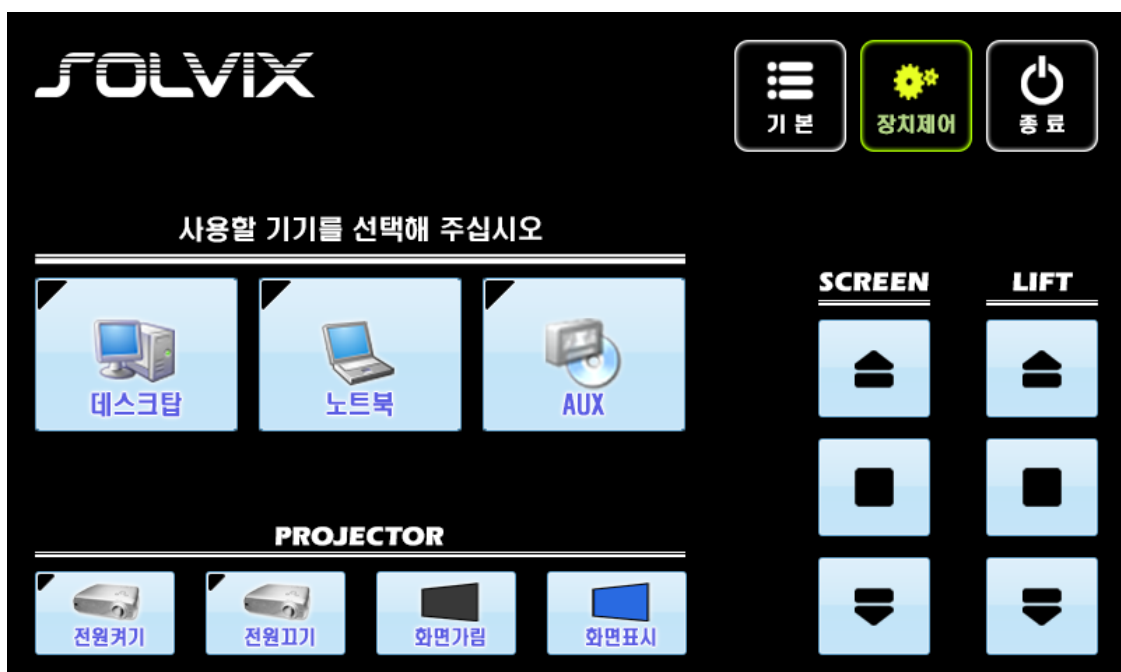 SOLVIX
기 본
장치제어
종 료
사용할 기기를 선택해 주십시오
데스크탑
노트북
AUX
SCREEN
LIFT
PROJECTOR
전원켜기
전원끄기
화면가림
화면표시